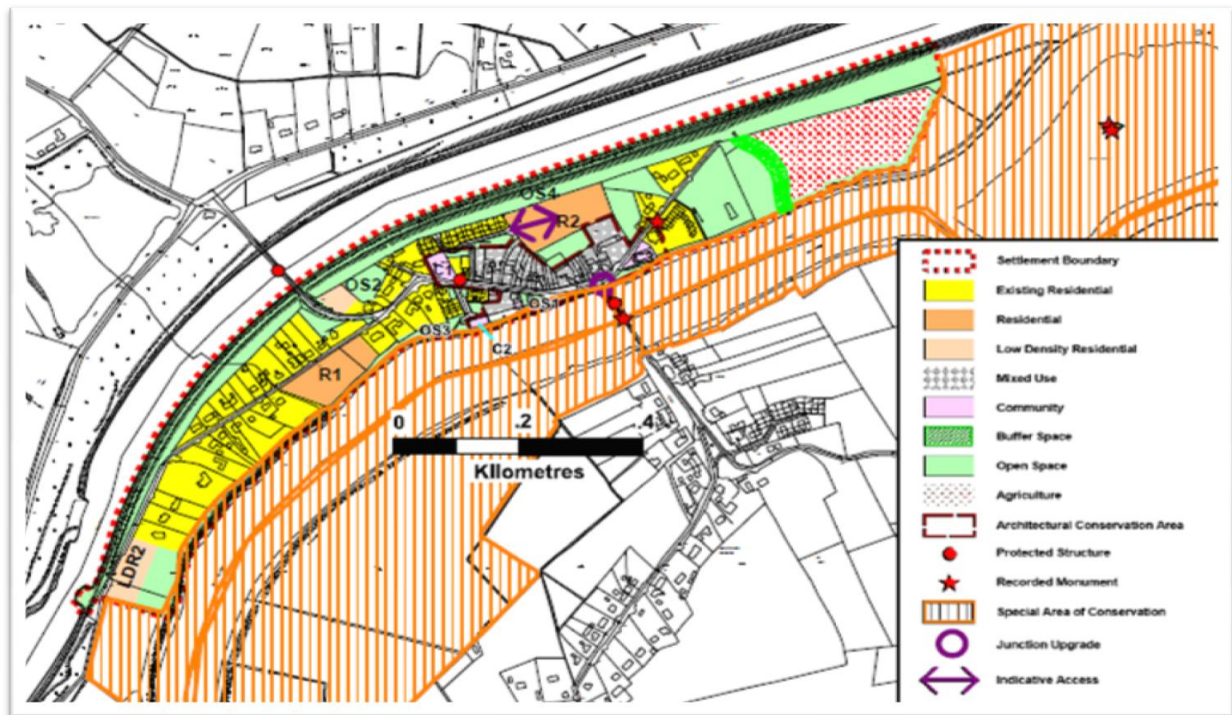 OS4
R2
OS2
C2
OS3
R1
LDR2
0 .2 .4
Kilometres
Settlement Boundary
Existing Residential
Residential
Low Density Residential
Mixed Use
Community
Buffer Space
Open Space
Agriculture
Architectural Conservation Area
Protected Structure
Recorded Monument
Special Area of Conservation
Junction Upgrade
Indicative Access